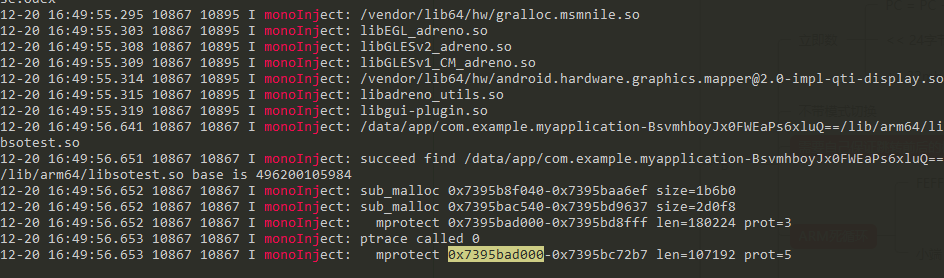 se.odex
12-20 16:49:55.295 10867 10895 I monoInject: /vendor/lib64/hw/gralloc.msmnile.so
12-20 16:49:55.303 10867 10895 I monoInject: libEGL_adreno.so
12-20 16:49:55.308 10867 10895 I monoInject: libGLESv2_adreno.so
12-20 16:49:55.309 10867 10895 I monoInject: libGLESv1_CM_adreno.so
12-20 16:49:55.314 10867 10895 I monoInject: /vendor/lib64/hw/android.hardware.graphics.mapper@2.0-impl-qti-display.so
12-20 16:49:55.315 10867 10895 I monoInject: libadreno_utils.so
12-20 16:49:55.319 10867 10895 I monoInject: libgui-plugin.so
12-20 16:49:56.641 10867 10867 I monoInject: /data/app/com.example.myapplication-BsvmhboyJx0FWEaPs6xluQ==/lib/arm64/li
bsotest.so
12-20 16:49:56.651 10867 10867 I monoInject: succeed find /data/app/com.example.myapplication-BsvmhboyJx0FWEaPs6xluQ==
/lib/arm64/libsotest.so base is 496200105984
12-20 16:49:56.652 10867 10867 I monoInject: sub_malloc 0x7395b8f040-0x7395baa6ef size=1b6b0
12-20 16:49:56.652 10867 10867 I monoInject: sub_malloc 0x7395bac540-0x7395bd9637 size=2d0f8
12-20 16:49:56.652 10867 10867 I monoInject:   mprotect 0x7395bad000-0x7395bd8fff len=180224 prot=3
12-20 16:49:56.653 10867 10867 I monoInject: ptrace called 0
12-20 16:49:56.653 10867 10867 I monoInject:   mprotect 0x7395bad000-0x7395bc72b7 len=107192 prot=5